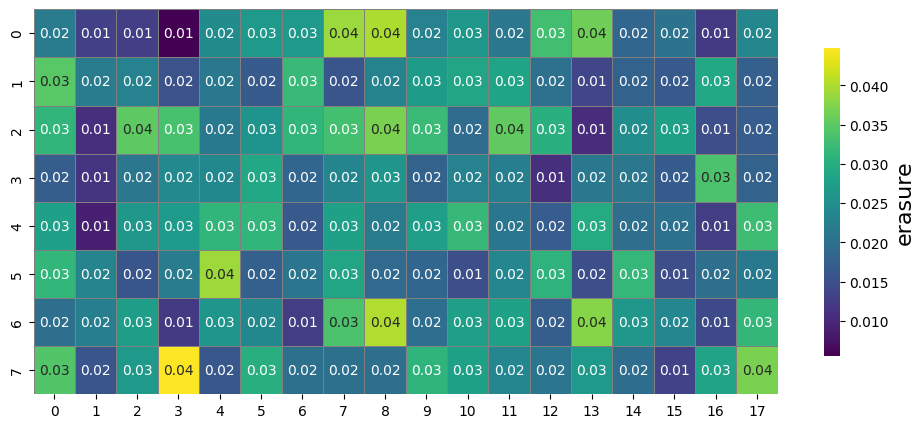 0 0.02 0.01 0.01 0.01 0.02 0.03 0.03 0.04 0.04 0.02 0.03 0.02 0.03 0.04 0.02 0.02 0.01 0.02
1 0.03 0.02 0.02 0.02 0.02 0.02 0.03 0.02 0.02 0.03 0.03 0.03 0.02 0.01 0.02 0.02 0.03 0.02
2 0.03 0.01 0.04 0.03 0.02 0.03 0.03 0.03 0.04 0.03 0.02 0.04 0.03 0.01 0.02 0.03 0.01 0.02
3 0.02 0.01 0.02 0.02 0.02 0.03 0.02 0.02 0.03 0.02 0.02 0.02 0.01 0.02 0.02 0.02 0.03 0.02
4 0.03 0.01 0.03 0.03 0.03 0.03 0.02 0.03 0.02 0.03 0.03 0.02 0.02 0.03 0.02 0.02 0.01 0.03
5 0.03 0.02 0.02 0.02 0.04 0.02 0.02 0.03 0.02 0.02 0.01 0.02 0.03 0.02 0.03 0.01 0.02 0.02
6 0.02 0.02 0.03 0.01 0.03 0.02 0.01 0.03 0.04 0.02 0.03 0.03 0.02 0.04 0.03 0.02 0.01 0.03
7 0.03 0.02 0.03 0.04 0.02 0.03 0.02 0.02 0.02 0.03 0.03 0.02 0.02 0.03 0.02 0.01 0.03 0.04
0 1 2 3 4 5 6 7 8 9 10 11 12 13 14 15 16 17
0.040
0.035
0.030
0.025
0.020
0.015
0.010
erasure